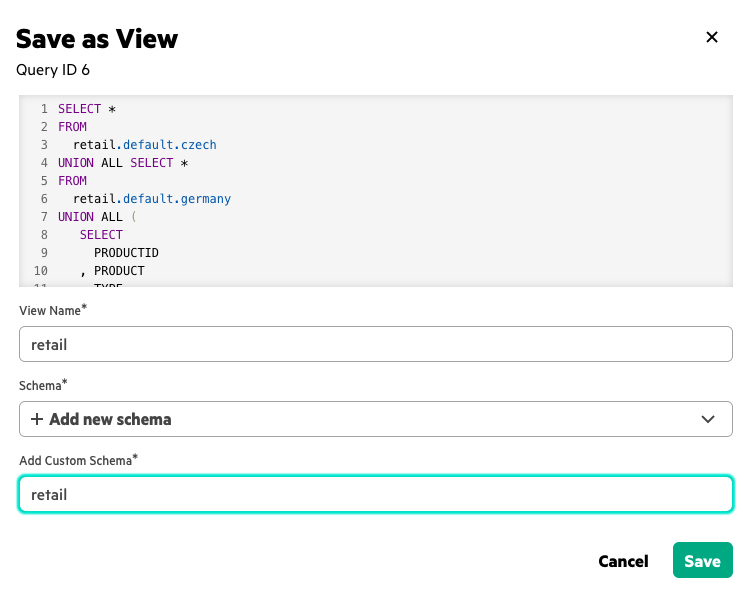 Save as View
Query ID 6
1 SELECT *
2 FROM
3 retail.default.czech
4 UNION ALL SELECT *
5 FROM
6 retail.default.germany
7 UNION ALL (
8 SELECT
9 PRODUCTID
10 , PRODUCT
11 TYPE
View Name*
retail
Schema*
+ Add new schema
Add Custom Schema*
retail
Cancel Save